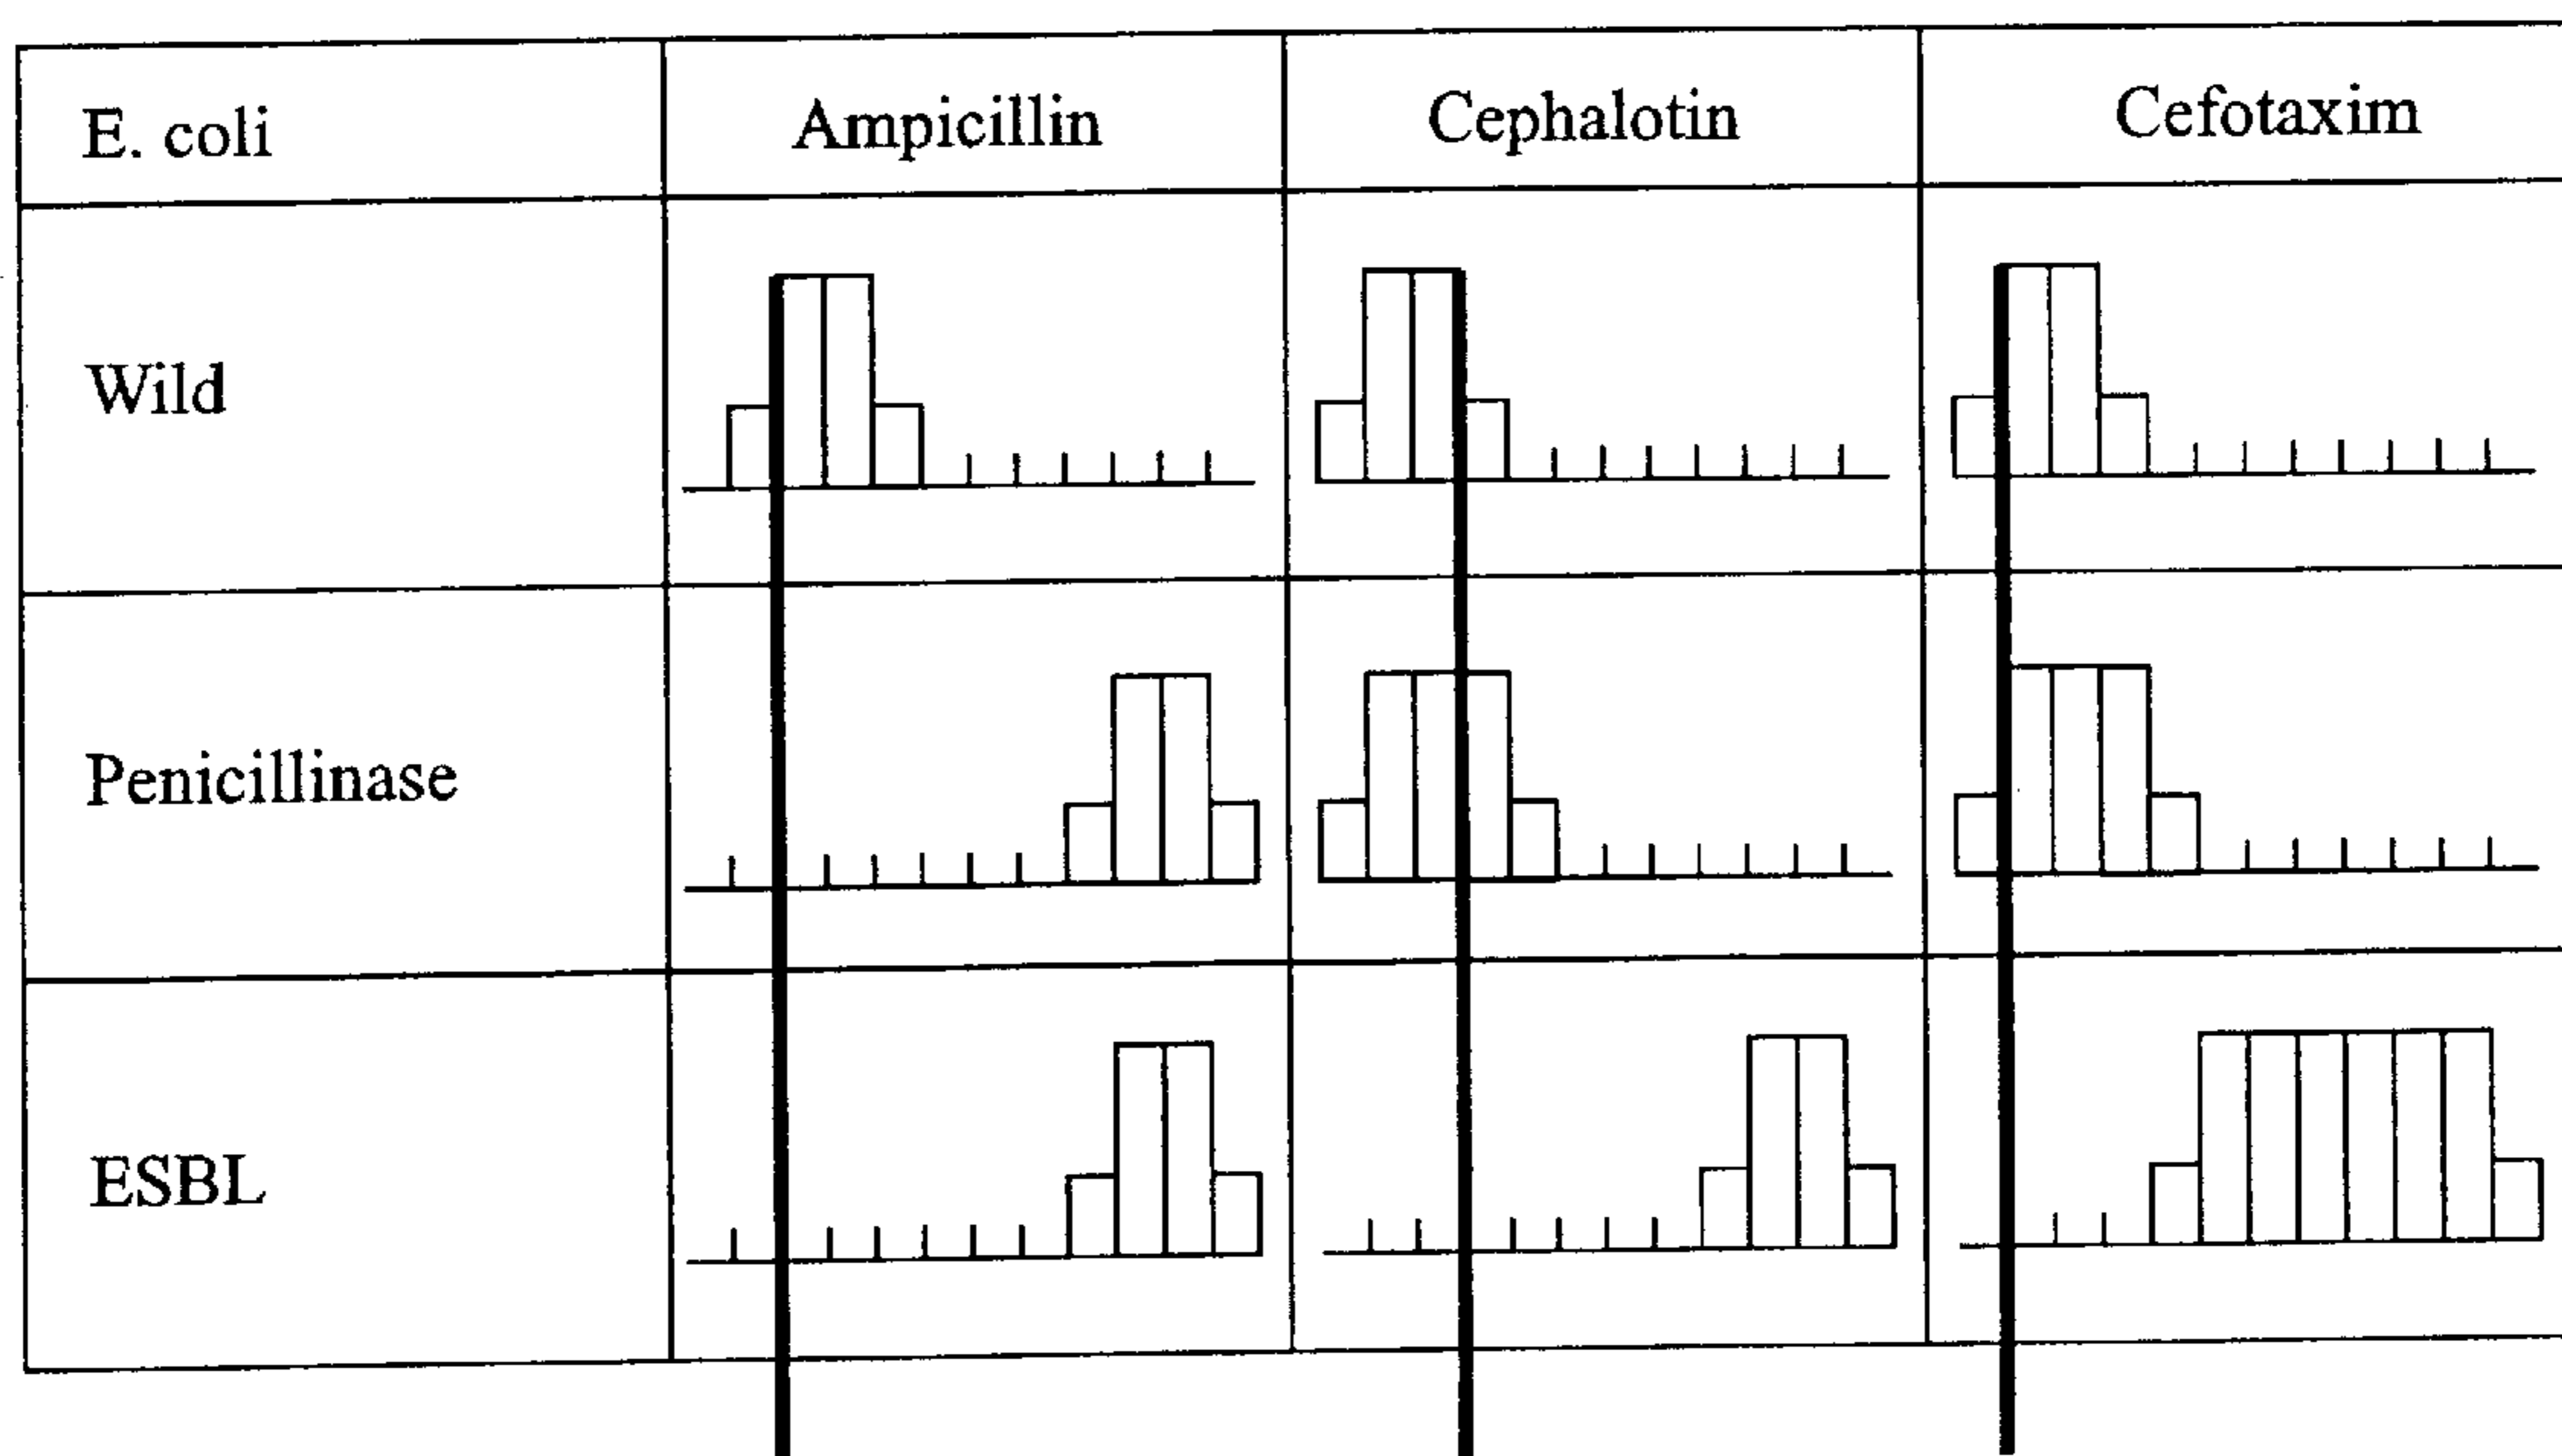 E. coli Ampicillin Cephalotin Cefotaxim
Wild
Penicillinase
ESBL